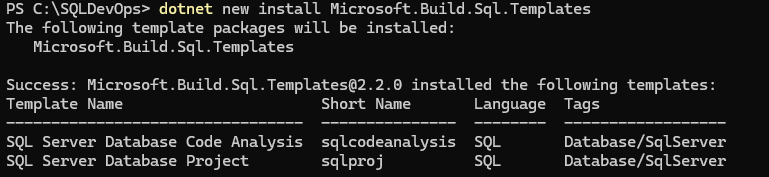 PS C:\SQLDevOps> dotnet new install Microsoft.Build.Sql.Templates
The following template packages will be installed:
   Microsoft.Build.Sql.Templates

Success: Microsoft.Build.Sql.Templates@2.2.0 installed the following templates:
Template Name                      Short Name       Language  Tags
---------------------------------  ---------------  --------  ------------------
SQL Server Database Code Analysis  sqlcodeanalysis  SQL       Database/SqlServer
SQL Server Database Project        sqlproj          SQL       Database/SqlServer